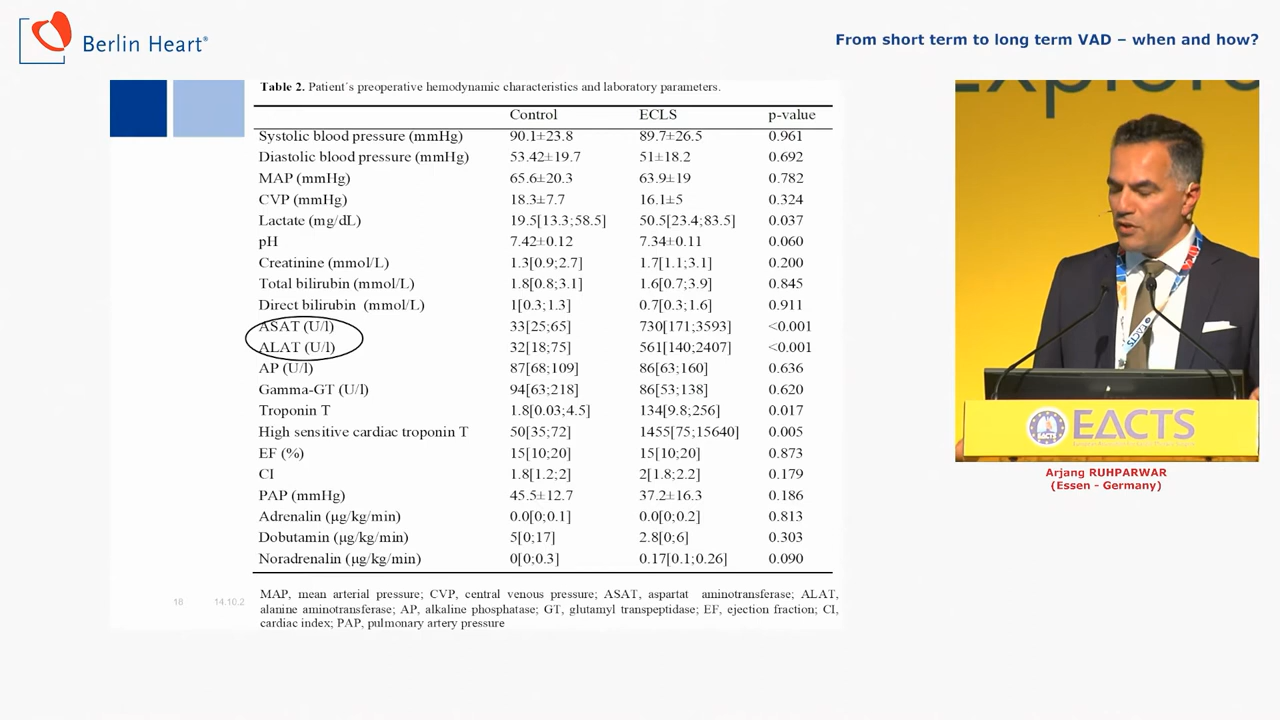 Berlin Heart®
From short term to long term VAD – when and how?
Table 2. Patient´s preoperative hemodynamic characteristics and laboratory parameters.
Control ECLS p-value
Systolic blood pressure (mmHg) 90.1±23.8 89.7±26.5 0.961
Diastolic blood pressure (mmHg) 53.42±19.7 51±18.2 0.692
MAP (mmHg) 65.6±20.3 63.9±19 0.782
CVP (mmHg) 18.3±7.7 16.1±5 0.324
Lactate (mg/dL) 19.5[13.3;58.5] 50.5[23.4;83.5] 0.037
pH 7.42±0.12 7.34±0.11 0.060
Creatinine (mmol/L) 1.3[0.9;2.7] 1.7[1.1;3.1] 0.200
Total bilirubin (mmol/L) 1.8[0.8;3.1] 1.6[0.7;3.9] 0.845
Direct bilirubin (mmol/L) 1[0.3;1.3] 0.7[0.3;1.6] 0.911
ASAT (U/l) 33[25;65] 730[171;3593] <0.001
ALAT (U/l) 32[18;75] 561[140;2407] <0.001
AP (U/l) 87[68;109] 86[63;160] 0.636
Gamma-GT (U/l) 94[63;218] 86[53;138] 0.620
Troponin T 1.8[0.03;4.5] 134[9.8;256] 0.017
High sensitive cardiac troponin T 50[35;72] 1455[75;15640] 0.005
EF (%) 15[10;20] 15[10;20] 0.873
CI 1.8[1.2;2] 2[1.8;2.2] 0.179
PAP (mmHg) 45.5±12.7 37.2±16.3 0.186
Adrenalin (µg/kg/min) 0.0[0;0.1] 0.0[0;0.2] 0.813
Dobutamin (µg/kg/min) 5[0;17] 2.8[0;6] 0.303
Noradrenalin (µg/kg/min) 0[0;0.3] 0.17[0.1;0.26] 0.090
MAP, mean arterial pressure; CVP, central venous pressure; ASAT, aspartat aminotransferase; ALAT,
alanine aminotransferase; AP, alkaline phosphatase; GT, glutamyl transpeptidase; EF, ejection fraction; CI,
cardiac index; PAP, pulmonary artery pressure
18 14.10.2
EACTS
EACTS
Arjang RUHPARWAR
(Essen - Germany)